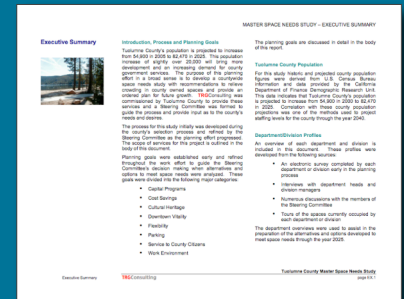 MASTER SPACE NEEDS STUDY – EXECUTIVE SUMMARY
Executive Summary
Introduction, Process and Planning Goals
Tuolumne County's population is projected to increase
from 54,900 in 2000 to 82,470 in 2025. This population
increase of slightly over 20,000 will bring more
development and an increasing demand for county
government services. The purpose of this planning
effort in a broad sense is to develop a countywide
space needs study with recommendations to relieve
crowding in county owned spaces and provide an
ordered plan for future growth. TRGConsulting was
commissioned by Tuolumne County to provide these
services and a Steering Committee was formed to
guide the process and provide input as to the county's
needs and desires.
The process for this study initially was developed during
the county's selection process and refined by the
Steering Committee as the planning effort progressed.
The scope of services for this project is outlined in the
body of this document.
Planning goals were established early and refined
throughout the work effort to guide the Steering
Committee's decision making when alternatives and
options to meet space needs were analyzed. These
goals were divided into the following major categories:
• Capital Programs
• Cost Savings
• Cultural Heritage
• Downtown Vitality
• Flexibility
• Parking
• Service to County Citizens
• Work Environment
The planning goals are discussed in detail in the body
of this report.
Tuolumne County Population
For this study historic and projected county population
figures were derived from U.S. Census Bureau
information and data provided by the California
Department of Finance Demographic Research Unit.
This data indicates that Tuolumne County's population
is projected to increase from 54,900 in 2000 to 82,470
in 2025. Correlation with these county population
projections was one of the methods used to project
staffing levels for the county through the year 2040.
Department/Division Profiles
An overview of each department and division is
included in this document. These profiles were
developed from the following sources:
• An electronic survey completed by each
department or division early in the planning
process
• Interviews with department heads and
division managers
• Numerous discussions with the members of
the Steering Committee
• Tours of the spaces currently occupied by
each department or division
The department overviews were used to assist in the
preparation of the alternatives and options developed to
meet space needs through the year 2025.
Executive Summary
TRGConsulting
Tuolumne County Master Space Needs Study